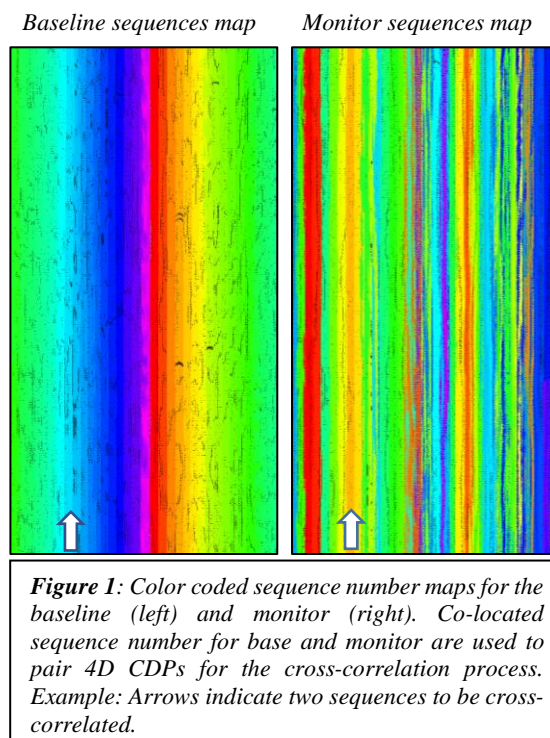 Baseline sequences map
Monitor sequences map
Figure 1: Color coded sequence number maps for the
baseline (left) and monitor (right). Co-located
sequence number for base and monitor are used to
pair 4D CDPs for the cross-correlation process.
Example: Arrows indicate two sequences to be cross-
correlated.